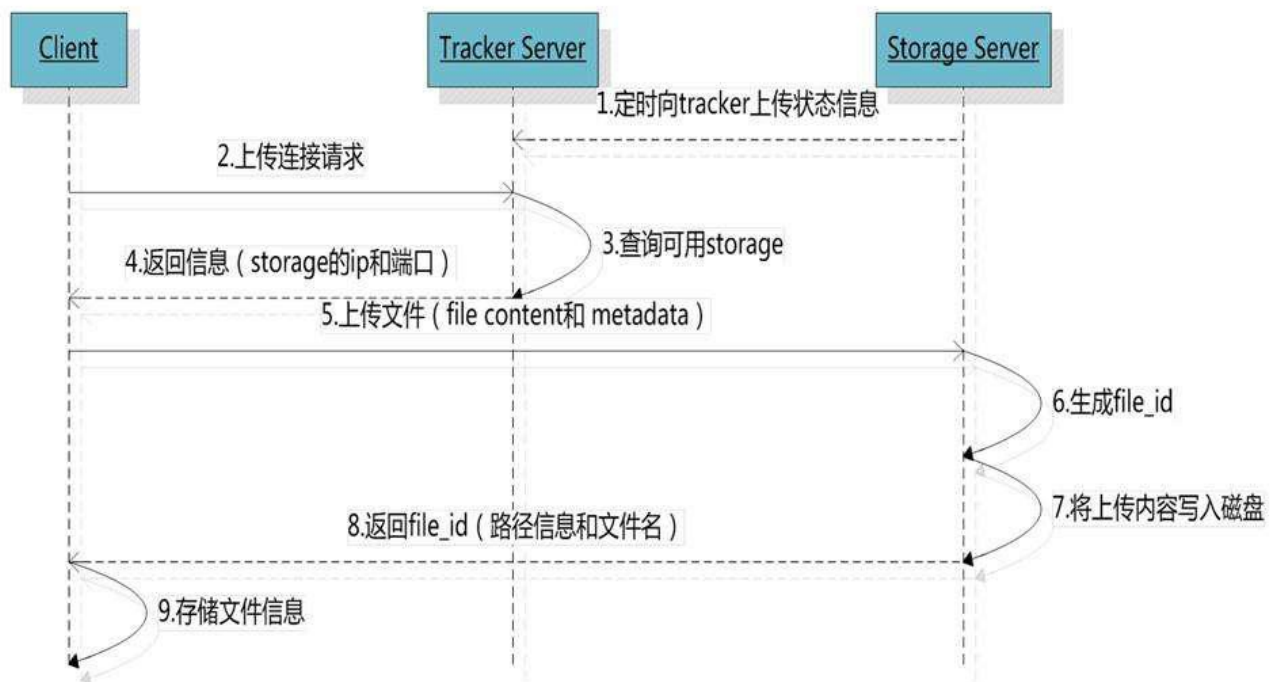 Client
Tracker Server
Storage Server
1.定时向tracker上传状态信息
2.上传连接请求
3.查询可用storage
4.返回信息（storage的ip和端口）
5.上传文件（file content和 metadata）
6.生成file_id
7.将上传内容写入磁盘
8.返回file_id（路径信息和文件名）
9.存储文件信息